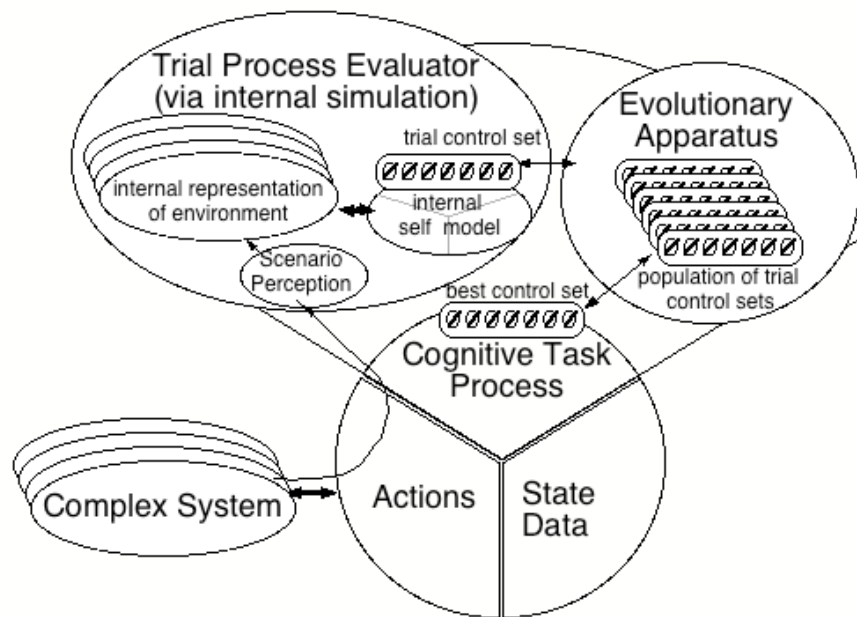 Trial Process Evaluator
(via internal simulation)
trial control set
internal representation
of environment
internal
self model
Scenario
Perception
Evolutionary
Apparatus
population of trial
control sets
best control set
Cognitive Task
Process
Complex System
Actions
State
Data